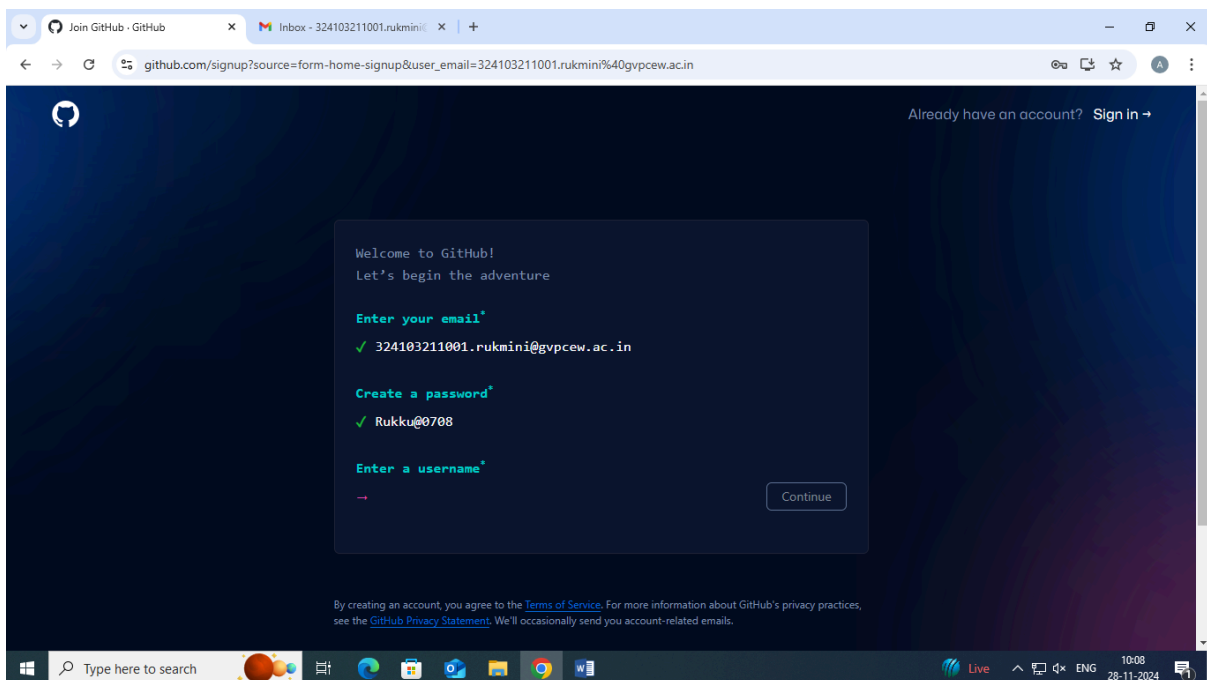 Join GitHub · GitHub
Inbox - 324103211001.rukmini
github.com/signup?source=form-home-signup&user_email=324103211001.rukmini%40gvpcew.ac.in
A
Already have an account? Sign in →
Welcome to GitHub!
Let's begin the adventure
Enter your email*
✓ 324103211001.rukmini@gvpcew.ac.in
Create a password*
✓ Rukku@0708
Enter a username*
→ Continue
By creating an account, you agree to the Terms of Service. For more information about GitHub's privacy practices,
see the GitHub Privacy Statement. We'll occasionally send you account-related emails.
Type here to search
Live
ENG
10:08
28-11-2024
1